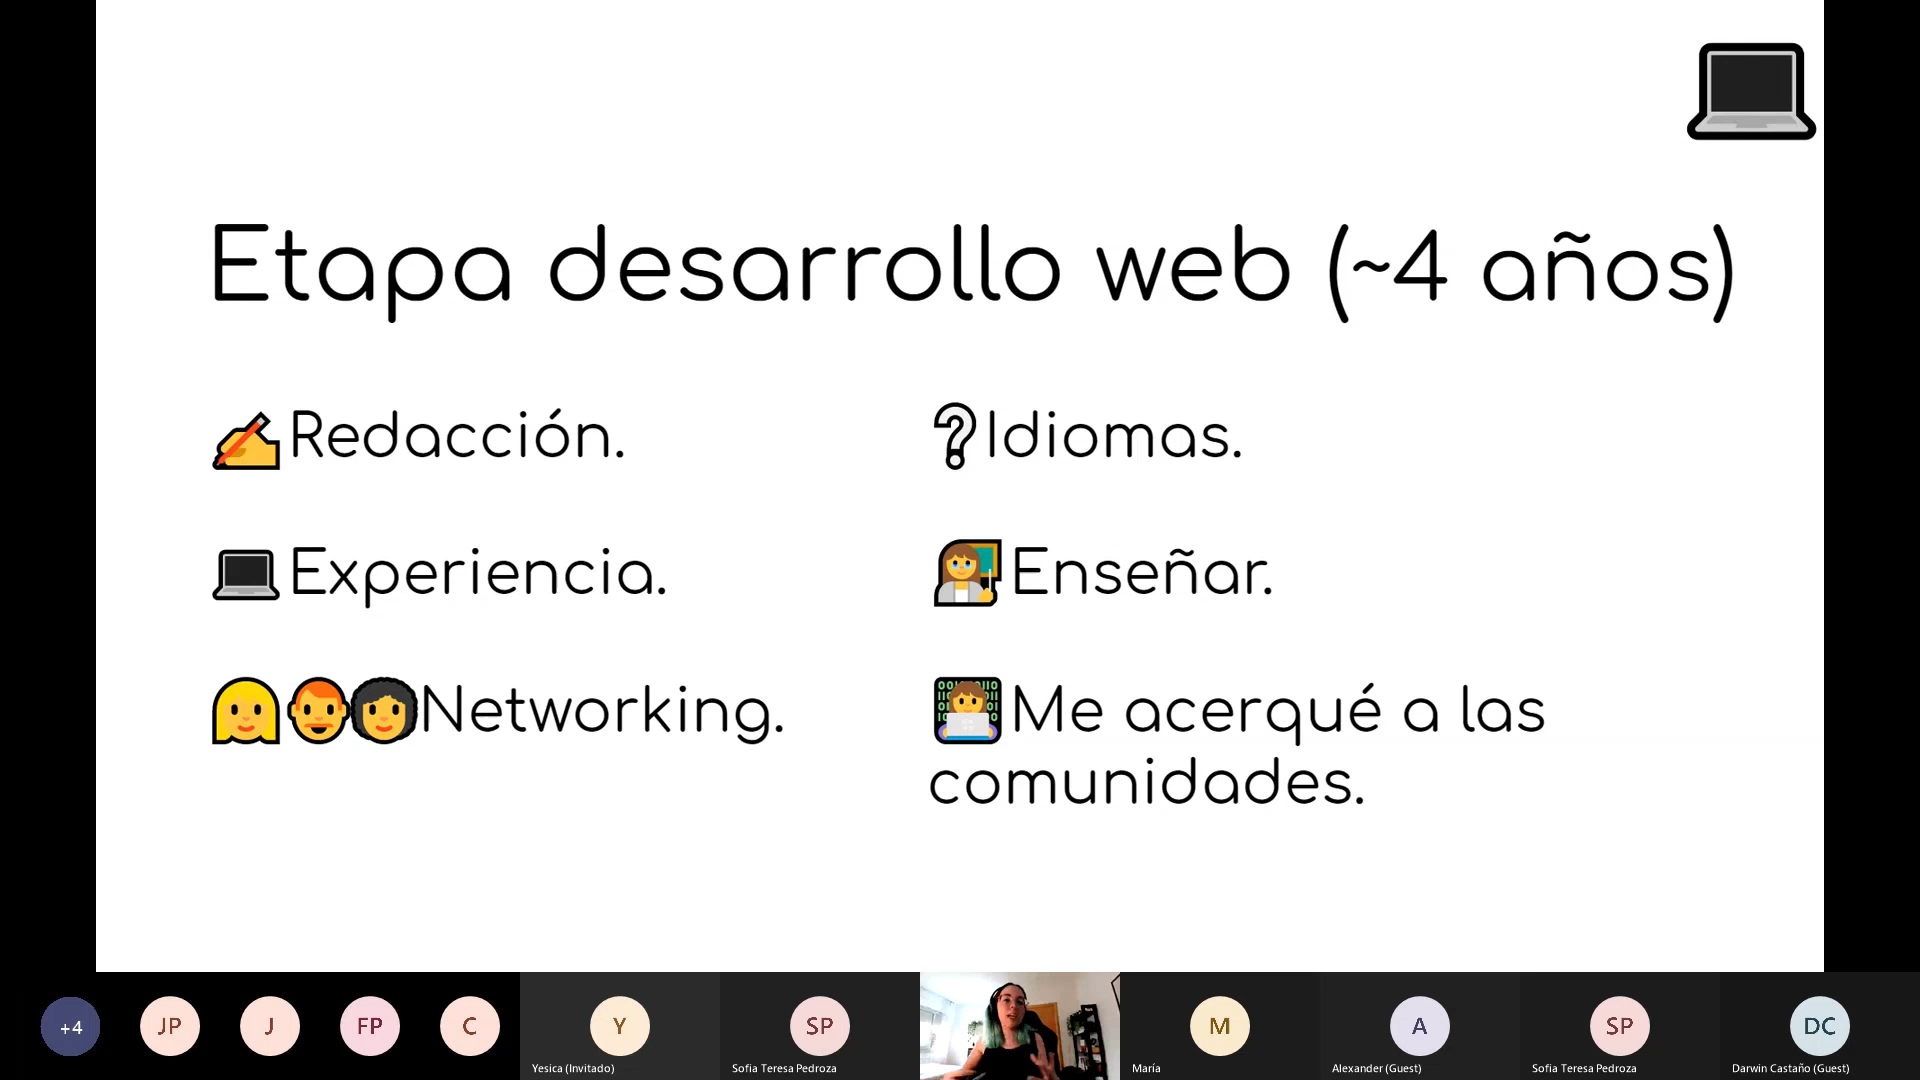 Etapa desarrollo web (~4 años)
Redacción.
Experiencia.
Networking.
Idiomas.
Enseñar.
Me acerqué a las
comunidades.
+4
JP
J
FP
C
Y
Yesica (Invitado)
SP
Sofia Teresa Pedroza
M
María
A
Alexander (Guest)
SP
Sofia Teresa Pedroza
DC
Darwin Castaño (Guest)